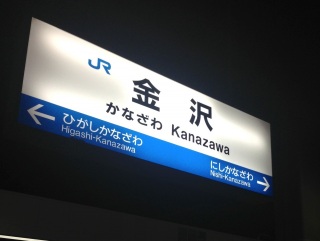 JR
金沢
かなざわ Kanazawa
← ひがしかなざわ
Higashi-Kanazawa
にしかなざわ →
Nishi-Kanazawa